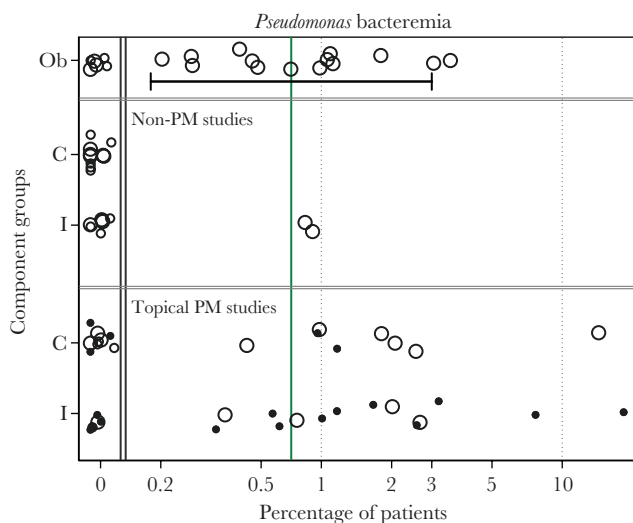 Pseudomonas bacteremia
Ob
Non-PM studies
C
I
Component groups
Topical PM studies
C
I
0 0.2 0.5 1 2 3 5 10
Percentage of patients